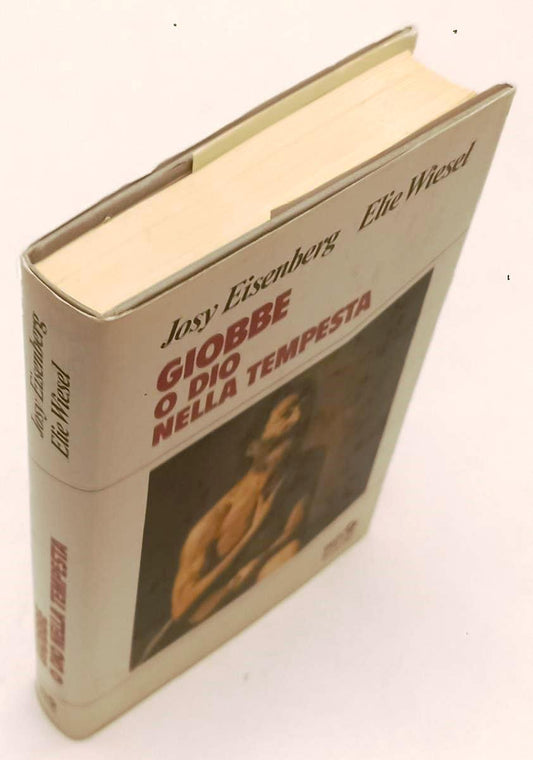 Josy Eisenberg Elie Wiesel
GIOBBE
O DIO
NELLA TEMPESTA
Josy Eisenberg
Elie Wiesel
GIOBBE
O DIO NELLA TEMPESTA